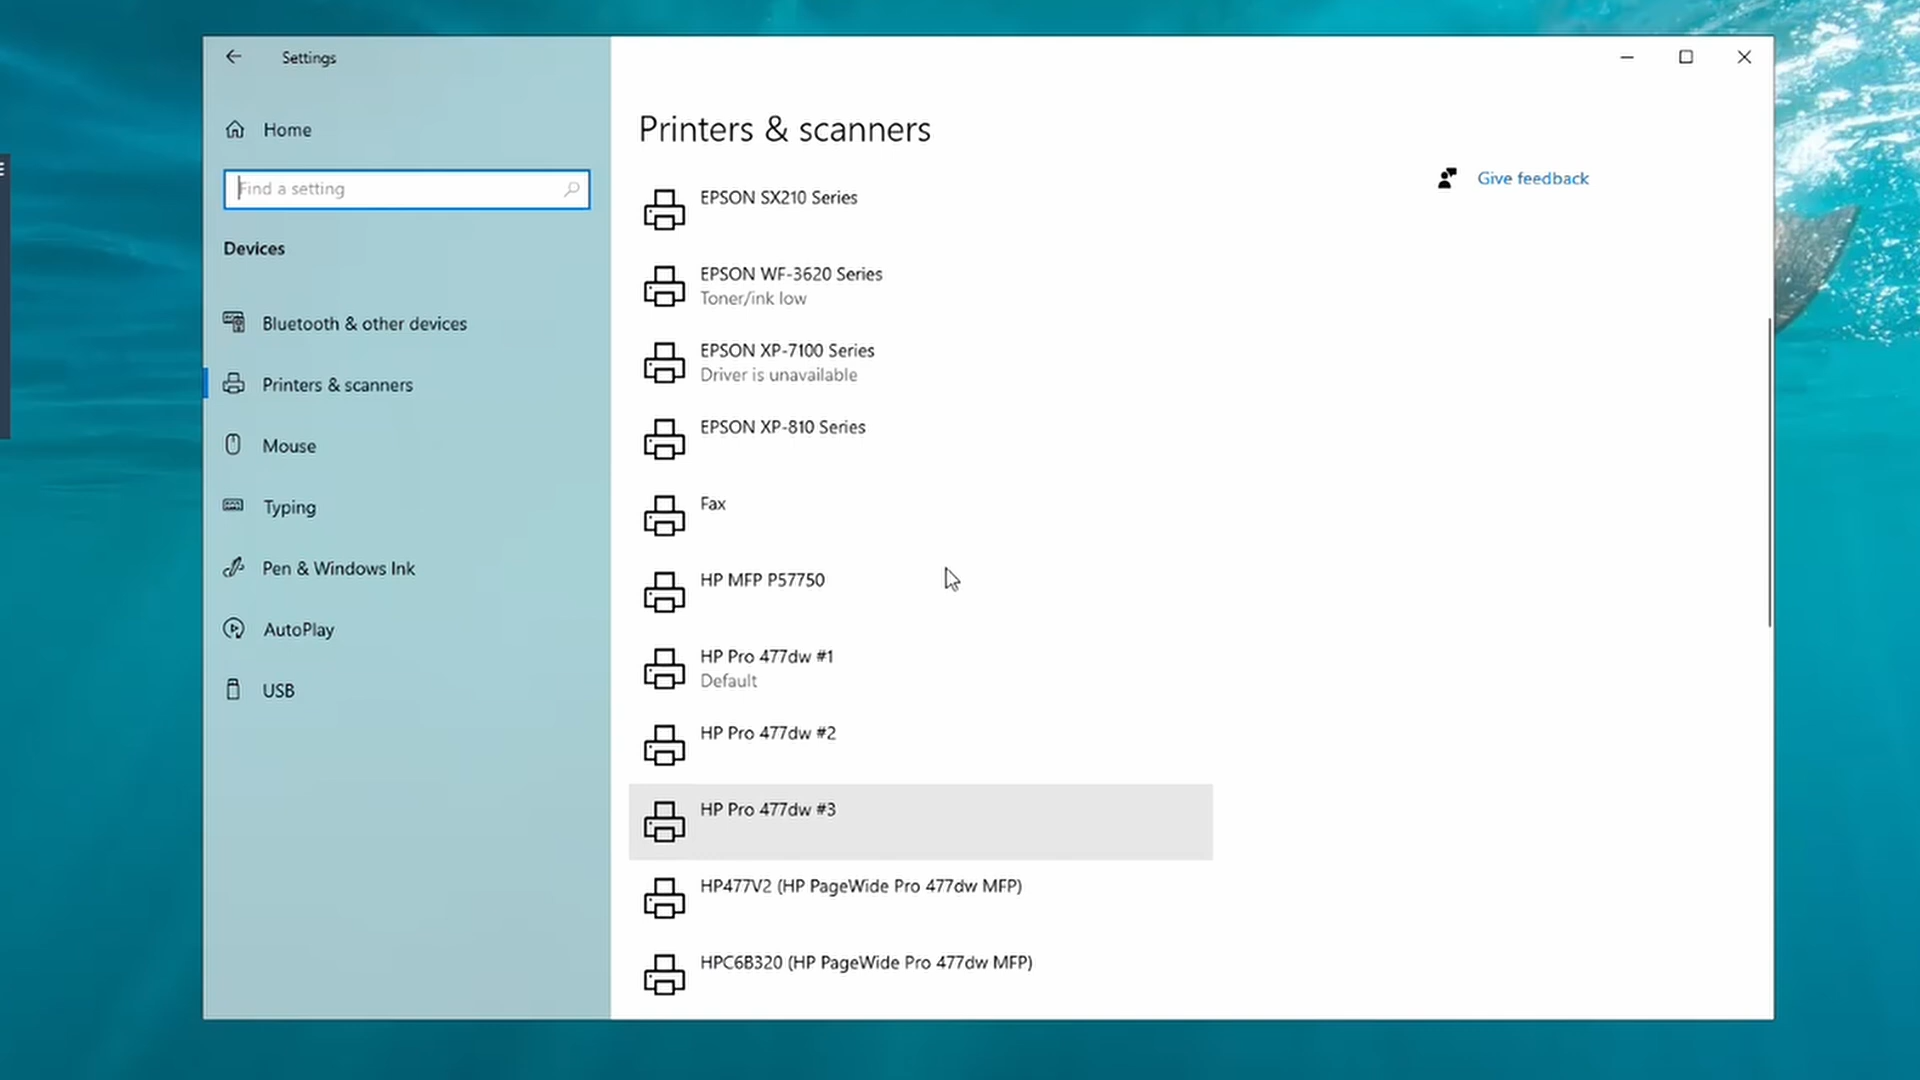 Settings
Home
Find a setting
Devices
Bluetooth & other devices
Printers & scanners
Mouse
Typing
Pen & Windows Ink
AutoPlay
USB
Printers & scanners
EPSON SX210 Series
EPSON WF-3620 Series
Toner/ink low
EPSON XP-7100 Series
Driver is unavailable
EPSON XP-810 Series
Fax
HP MFP P57750
HP Pro 477dw #1
Default
HP Pro 477dw #2
HP Pro 477dw #3
HP477V2 (HP PageWide Pro 477dw MFP)
HPC6B320 (HP PageWide Pro 477dw MFP)
Give feedback